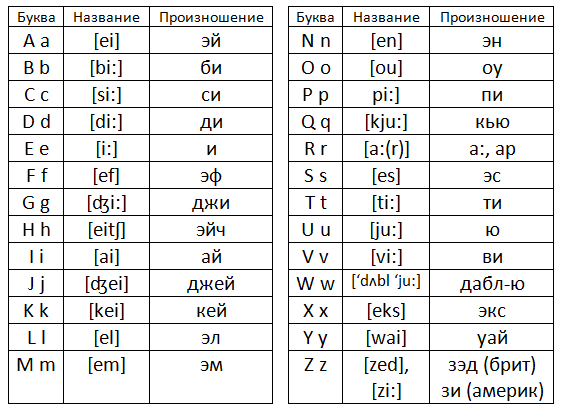 Буква Название Произношение
A a [ei] эй
B b [bi:] би
C c [si:] си
D d [di:] ди
E e [i:] и
F f [ef] эф
G g [ʤi:] джи
H h [eitʃ] эйч
I i [ai] ай
J j [ʤei] джей
K k [kei] кей
L l [el] эл
M m [em] эм
Буква Название Произношение
N n [en] эн
O o [ou] оу
P p pi:] пи
Q q [kju:] кью
R r [a:(r)] а:, ар
S s [es] эс
T t [ti:] ти
U u [ju:] ю
V v [vi:] ви
W w [‘dʌbl ‘ju:] дабл-ю
X x [eks] экс
Y y [wai] уай
Z z [zed], зэд (брит)
[zi:] зи (америк)